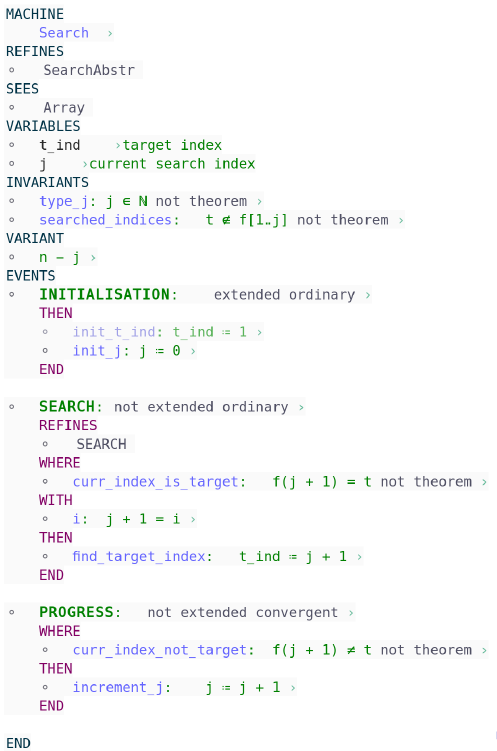 MACHINE
Search ›
REFINES
◦ SearchAbstr
SEES
◦ Array
VARIABLES
◦ t_ind ›target index
◦ j ›current search index
INVARIANTS
◦ type_j: j ∈ ℕ not theorem ›
◦ searched_indices: t ∉ f[1‥j] not theorem ›
VARIANT
◦ n − j ›
EVENTS
◦ INITIALISATION: extended ordinary ›
THEN
◦ init_t_ind: t_ind ≔ 1 ›
◦ init_j: j ≔ 0 ›
END
◦ SEARCH: not extended ordinary ›
REFINES
◦ SEARCH
WHERE
◦ curr_index_is_target: f(j + 1) = t not theorem ›
WITH
◦ i: j + 1 = i ›
THEN
◦ find_target_index: t_ind ≔ j + 1 ›
END
◦ PROGRESS: not extended convergent ›
WHERE
◦ curr_index_not_target: f(j + 1) ≠ t not theorem ›
THEN
◦ increment_j: j ≔ j + 1 ›
END
END